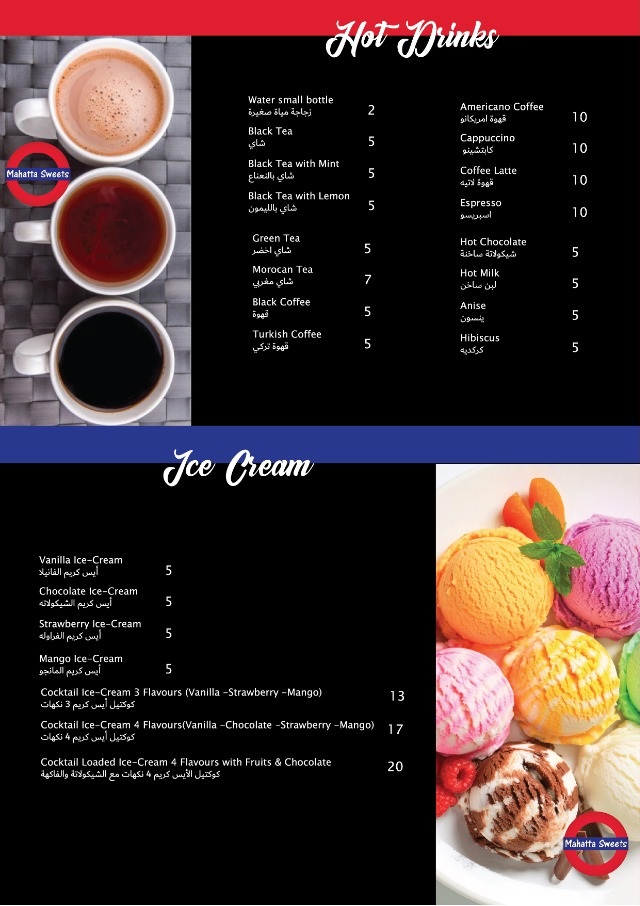 Hot Drinks
Mahatta Sweets
Water small bottle
زجاجة مياة صغيرة
2
Black Tea
شاي
5
Black Tea with Mint
شاي بالنعناع
5
Black Tea with Lemon
شاي بالليمون
5
Green Tea
شاي اخضر
5
Morocan Tea
شاي مغربي
7
Black Coffee
قهوة
5
Turkish Coffee
قهوة تركي
5
Americano Coffee
قهوة امريكانو
10
Cappuccino
كابتشينو
10
Coffee Latte
قهوة لاتيه
10
Espresso
اسبريسو
10
Hot Chocolate
شيكولاتة ساخنة
5
Hot Milk
لبن ساخن
5
Anise
ينسون
5
Hibiscus
كركديه
5
Ice Cream
Vanilla Ice-Cream
أيس كريم الفانيلا
5
Chocolate Ice-Cream
أيس كريم الشيكولاته
5
Strawberry Ice-Cream
أيس كريم الفراوله
5
Mango Ice-Cream
أيس كريم المانجو
5
Cocktail Ice-Cream 3 Flavours (Vanilla -Strawberry -Mango)
كوكتيل أيس كريم 3 نكهات
13
Cocktail Ice-Cream 4 Flavours(Vanilla -Chocolate -Strawberry -Mango)
كوكتيل أيس كريم 4 نكهات
17
Cocktail Loaded Ice-Cream 4 Flavours with Fruits & Chocolate
كوكتيل الأيس كريم 4 نكهات مع الشيكولاتة والفاكهة
20
Mahatta Sweets